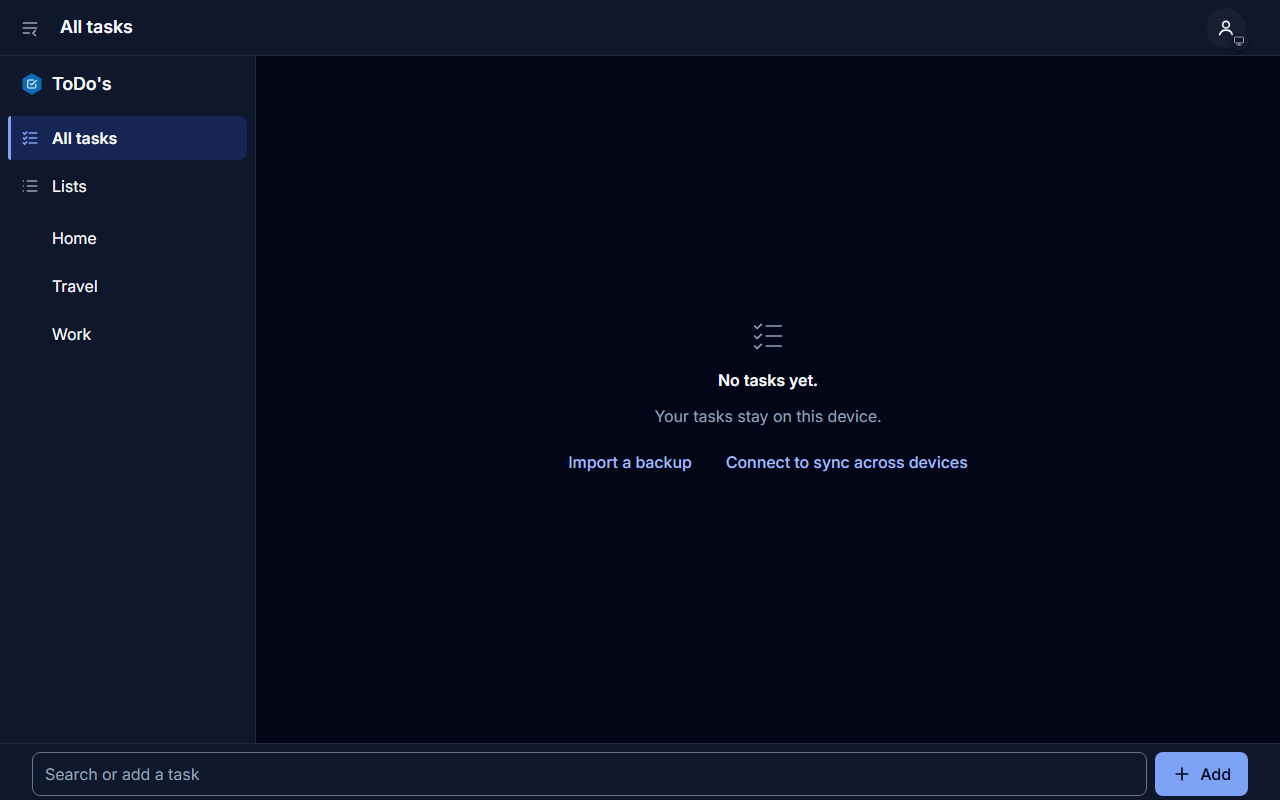 All tasks
ToDo's
All tasks
Lists
Home
Travel
Work
No tasks yet.
Your tasks stay on this device.
Import a backup
Connect to sync across devices
Search or add a task
Add